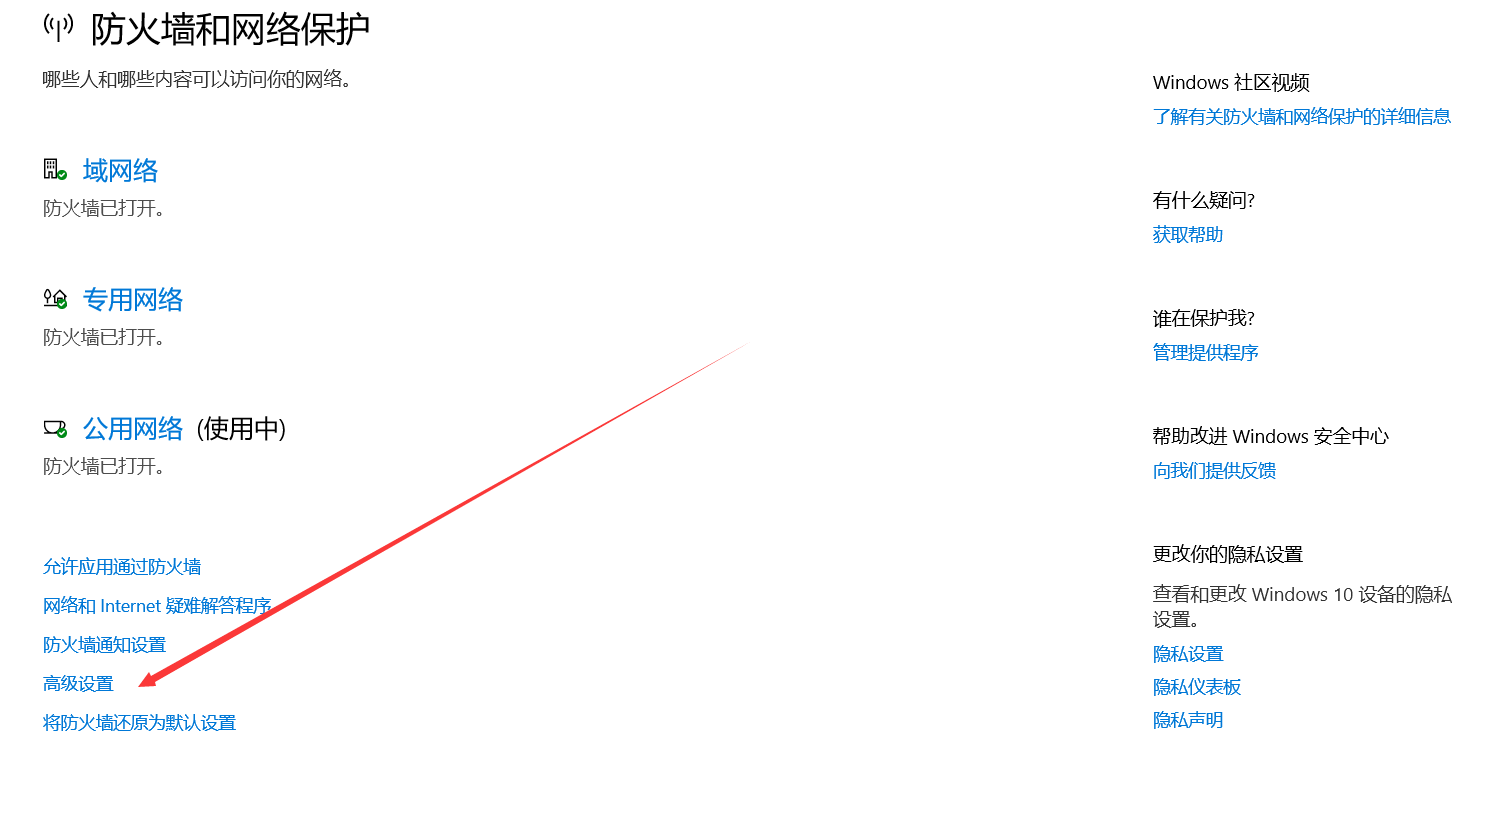 防火墙和网络保护
哪些人和哪些内容可以访问你的网络。
域网络
防火墙已打开。
专用网络
防火墙已打开。
公用网络 (使用中)
防火墙已打开。
允许应用通过防火墙
网络和 Internet 疑难解答程序
防火墙通知设置
高级设置
将防火墙还原为默认设置
Windows 社区视频
了解有关防火墙和网络保护的详细信息
有什么疑问?
获取帮助
谁在保护我?
管理提供程序
帮助改进 Windows 安全中心
向我们提供反馈
更改你的隐私设置
查看和更改 Windows 10 设备的隐私
设置。
隐私设置
隐私仪表板
隐私声明